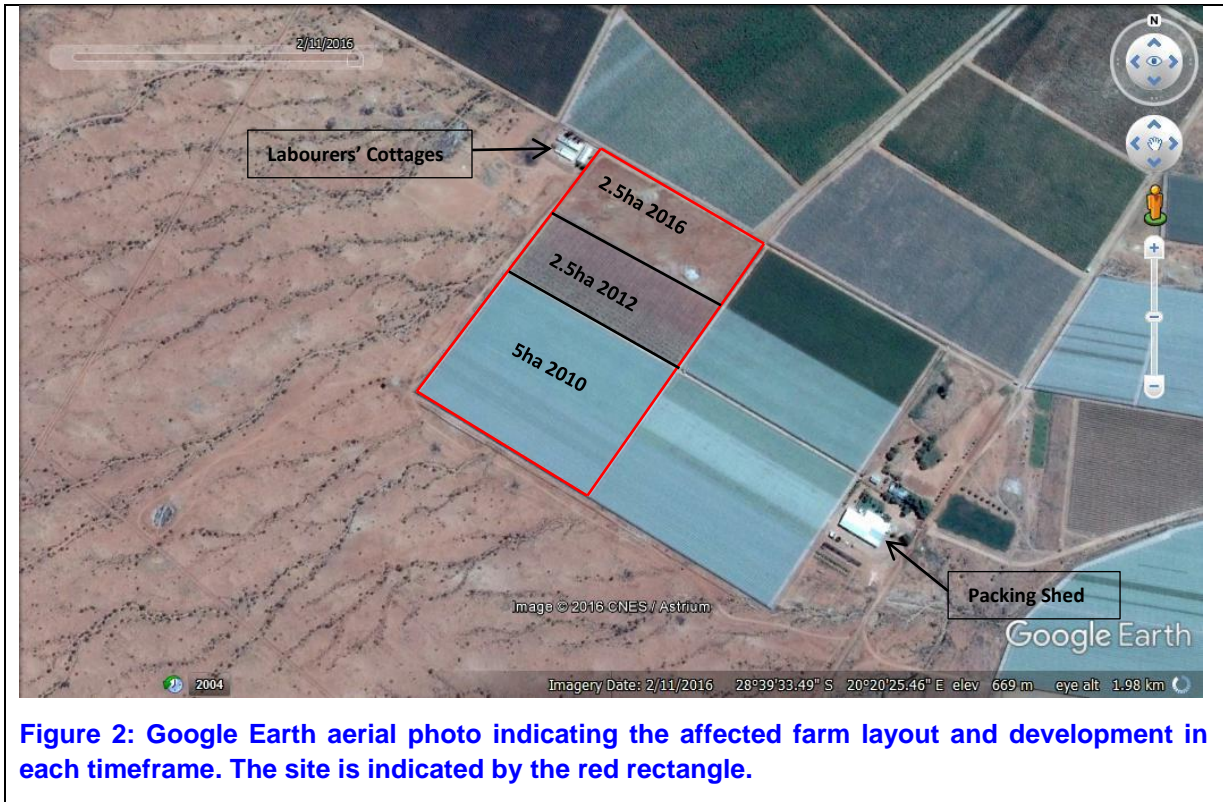 2/11/2016
N
Labourers' Cottages
2.5ha 2016
2.5ha 2012
5ha 2010
Packing Shed
Image © 2016 CNES / Astrium
Google Earth
2004
Imagery Date: 2/11/2016 28°39'33.49" S 20°20'25.46" E elev 669 m eye alt 1.98 km
Figure 2: Google Earth aerial photo indicating the affected farm layout and development in
each timeframe. The site is indicated by the red rectangle.